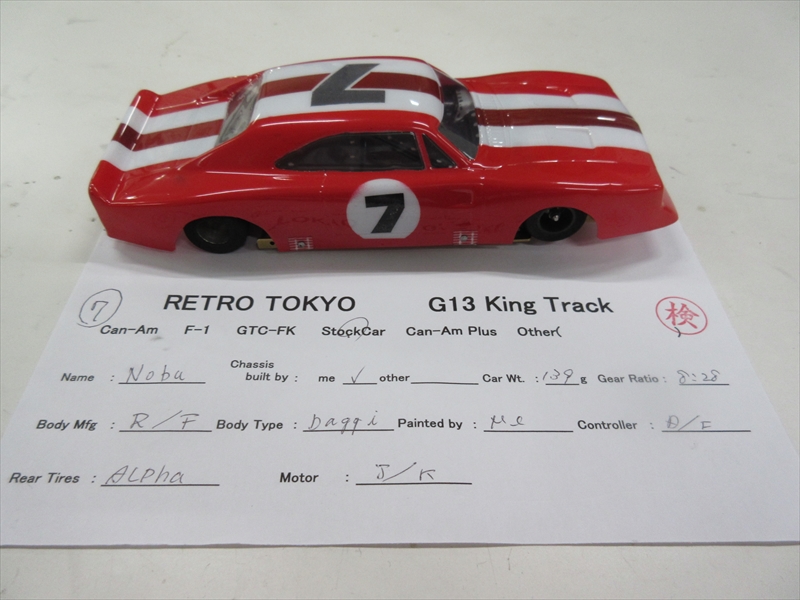 7
7
7 RETRO TOKYO G13 King Track 検
Can-Am F-1 GTC-FK StockCar Can-Am Plus Other( )
Name : Nobu Chassis built by : me ✓ other Car Wt. : 139 g Gear Ratio : 8:28
Body Mfg : R/F Body Type : Daggi Painted by : Me Controller : D/F
Rear Tires : ALPha Motor : J/K